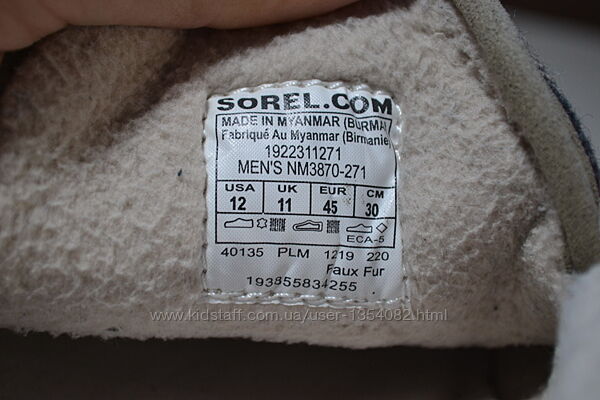 SOREL.COM
MADE IN MYANMAR (BURMA)
Fabriqué Au Myanmar (Birmanie)
1922311271
MEN'S NM3870-271
USA UK EUR CM
12 11 45 30
ECA-5
40135 PLM 1219 220
Faux Fur
193855834255
www.kidstaff.com.ua/user-1354082.html